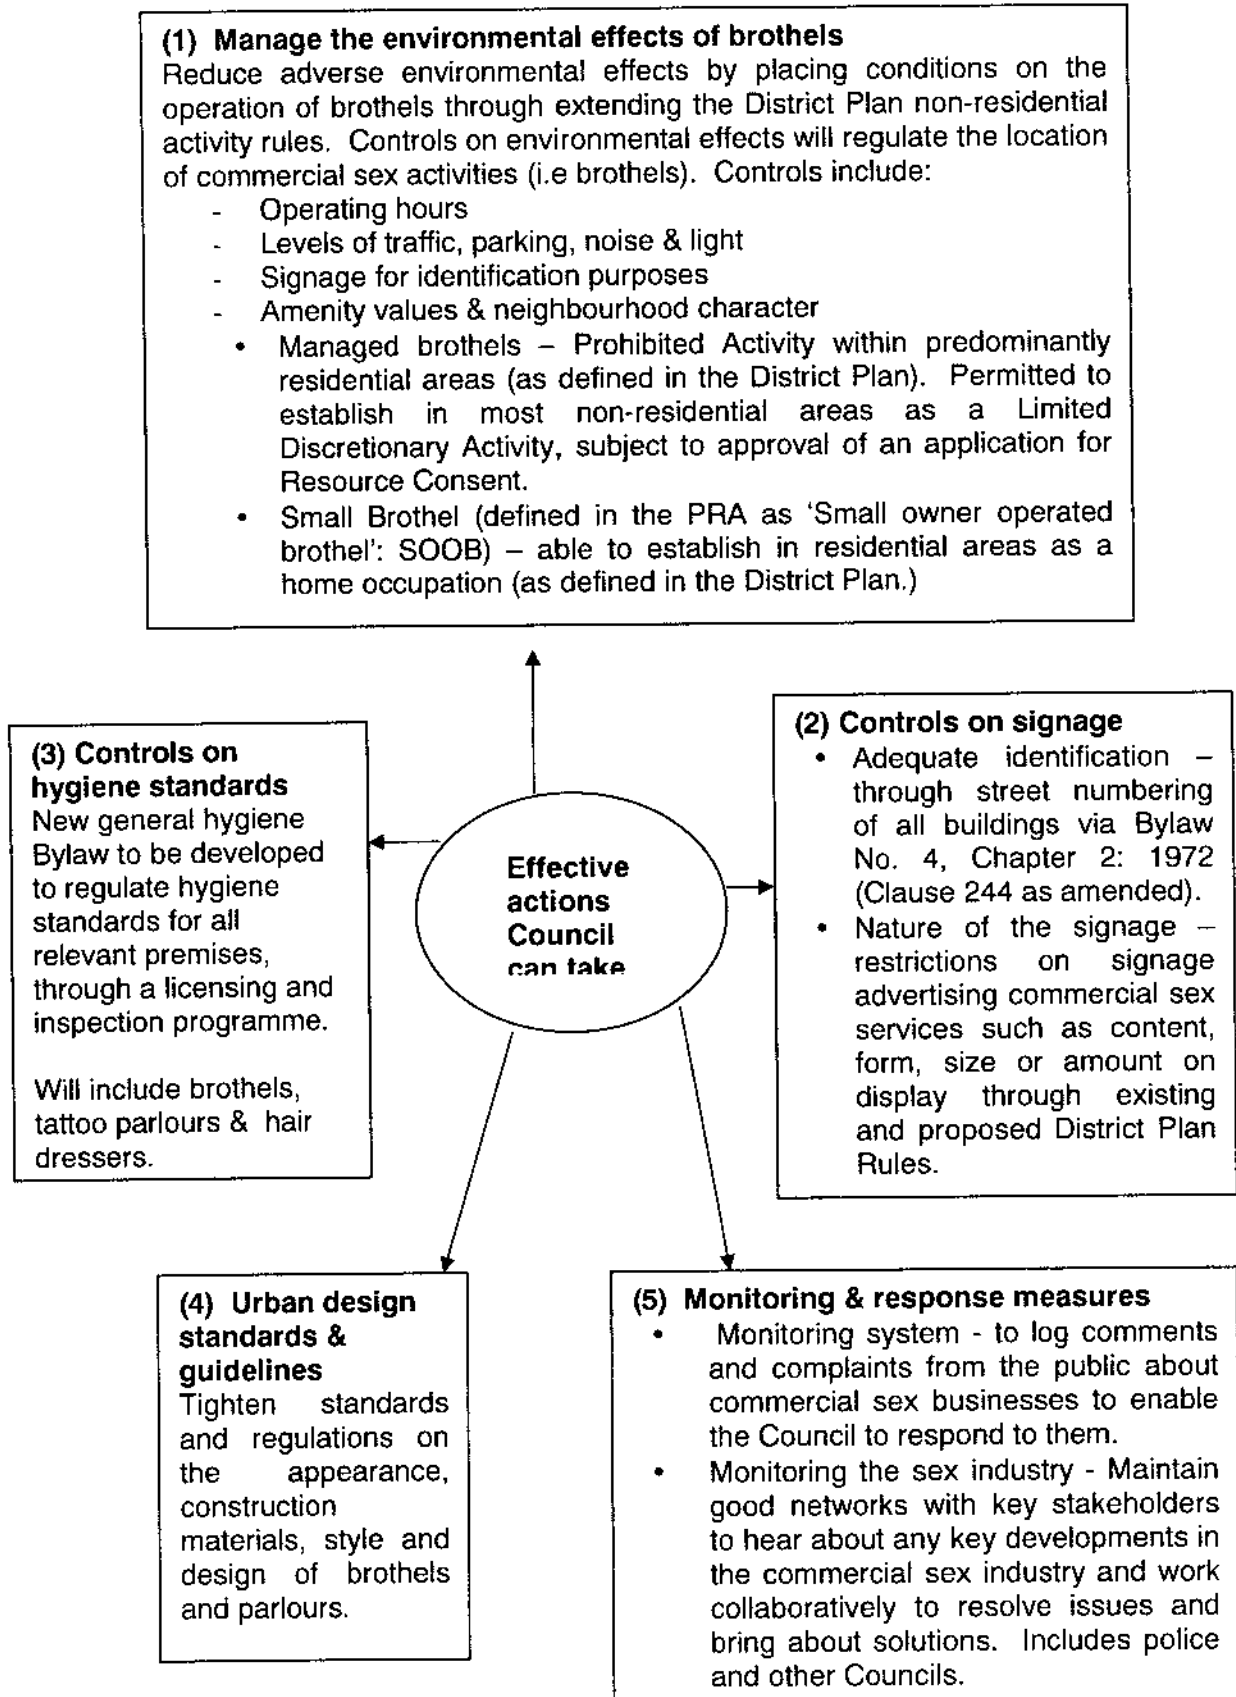 (1) Manage the environmental effects of brothels
Reduce adverse environmental effects by placing conditions on the
operation of brothels through extending the District Plan non-residential
activity rules. Controls on environmental effects will regulate the location
of commercial sex activities (i.e brothels). Controls include:
- Operating hours
- Levels of traffic, parking, noise & light
- Signage for identification purposes
- Amenity values & neighbourhood character
• Managed brothels – Prohibited Activity within predominantly
residential areas (as defined in the District Plan). Permitted to
establish in most non-residential areas as a Limited
Discretionary Activity, subject to approval of an application for
Resource Consent.
• Small Brothel (defined in the PRA as ‘Small owner operated
brothel’: SOOB) – able to establish in residential areas as a
home occupation (as defined in the District Plan.)
(2) Controls on signage
• Adequate identification –
through street numbering
of all buildings via Bylaw
No. 4, Chapter 2: 1972
(Clause 244 as amended).
• Nature of the signage –
restrictions on signage
advertising commercial sex
services such as content,
form, size or amount on
display through existing
and proposed District Plan
Rules.
(3) Controls on
hygiene standards
New general hygiene
Bylaw to be developed
to regulate hygiene
standards for all
relevant premises,
through a licensing and
inspection programme.
Will include brothels,
tattoo parlours & hair
dressers.
Effective
actions
Council
can take
(4) Urban design
standards &
guidelines
Tighten standards
and regulations on
the appearance,
construction
materials, style and
design of brothels
and parlours.
(5) Monitoring & response measures
• Monitoring system - to log comments
and complaints from the public about
commercial sex businesses to enable
the Council to respond to them.
• Monitoring the sex industry - Maintain
good networks with key stakeholders
to hear about any key developments in
the commercial sex industry and work
collaboratively to resolve issues and
bring about solutions. Includes police
and other Councils.